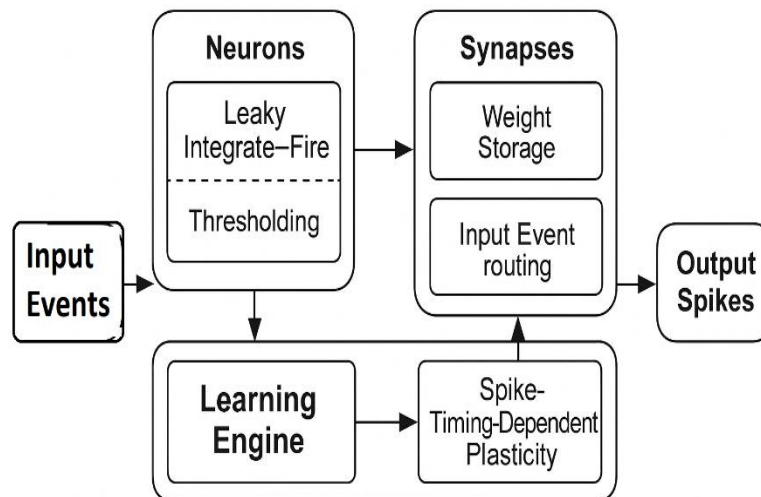 Neurons
Leaky
Integrate–Fire
Thresholding
Synapses
Weight
Storage
Input Event
routing
Input
Events
Output
Spikes
Learning
Engine
Spike-
Timing-Dependent
Plasticity